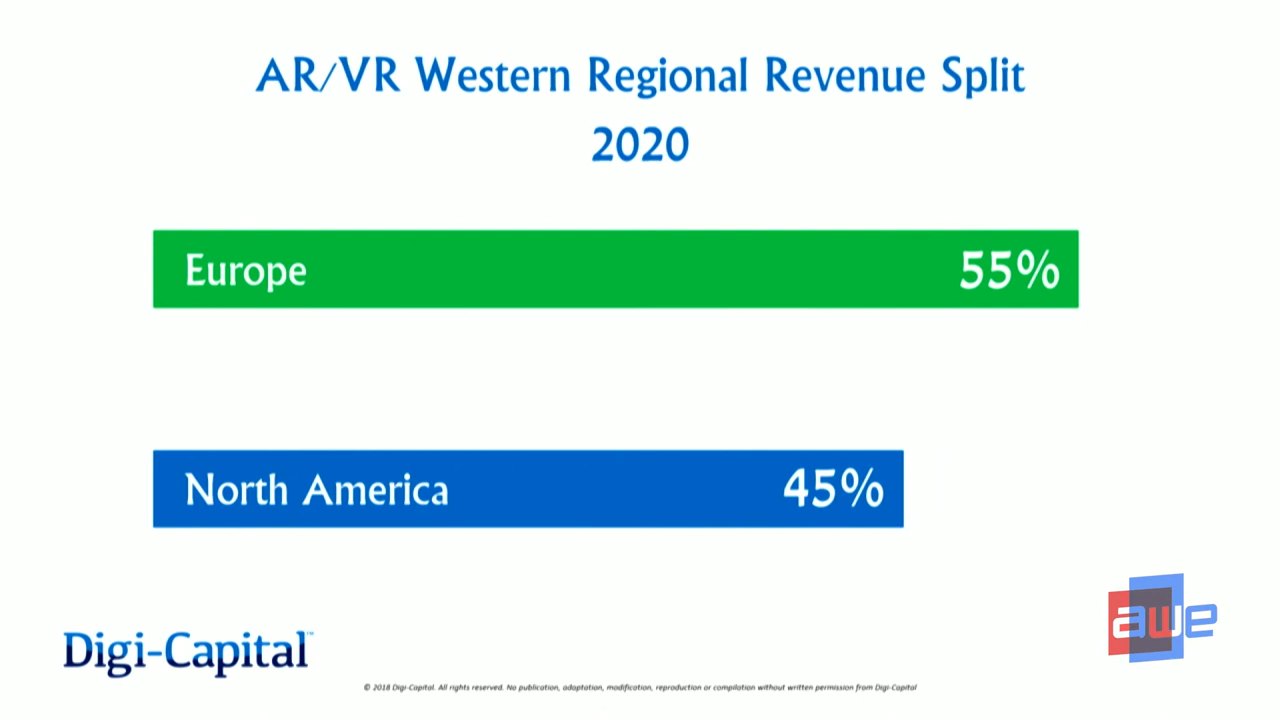 AR/VR Western Regional Revenue Split
2020
Europe 55%
North America 45%
awe
Digi-Capital™
© 2018 Digi-Capital. All rights reserved. No publication, adaptation, modification, reproduction or compilation without written permission from Digi-Capital